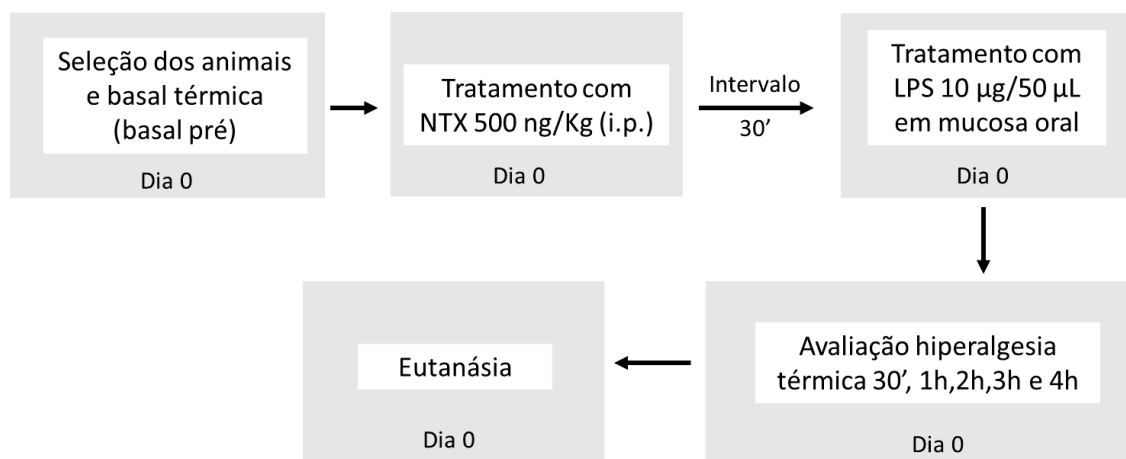 Seleção dos animais
e basal térmica
(basal pré)
Dia 0
Tratamento com
NTX 500 ng/Kg (i.p.)
Dia 0
Intervalo
30’
Tratamento com
LPS 10 µg/50 µL
em mucosa oral
Dia 0
Avaliação hiperalgesia
térmica 30’, 1h,2h,3h e 4h
Dia 0
Eutanásia
Dia 0